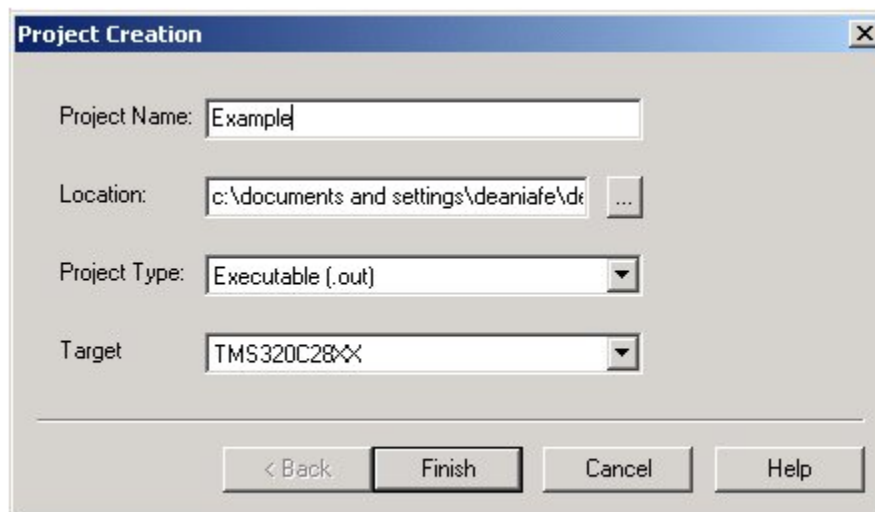 Project Creation
Project Name: Example
Location: c:\documents and settings\deaniafe\de ...
Project Type: Executable (.out)
Target TMS320C28XX
< Back Finish Cancel Help